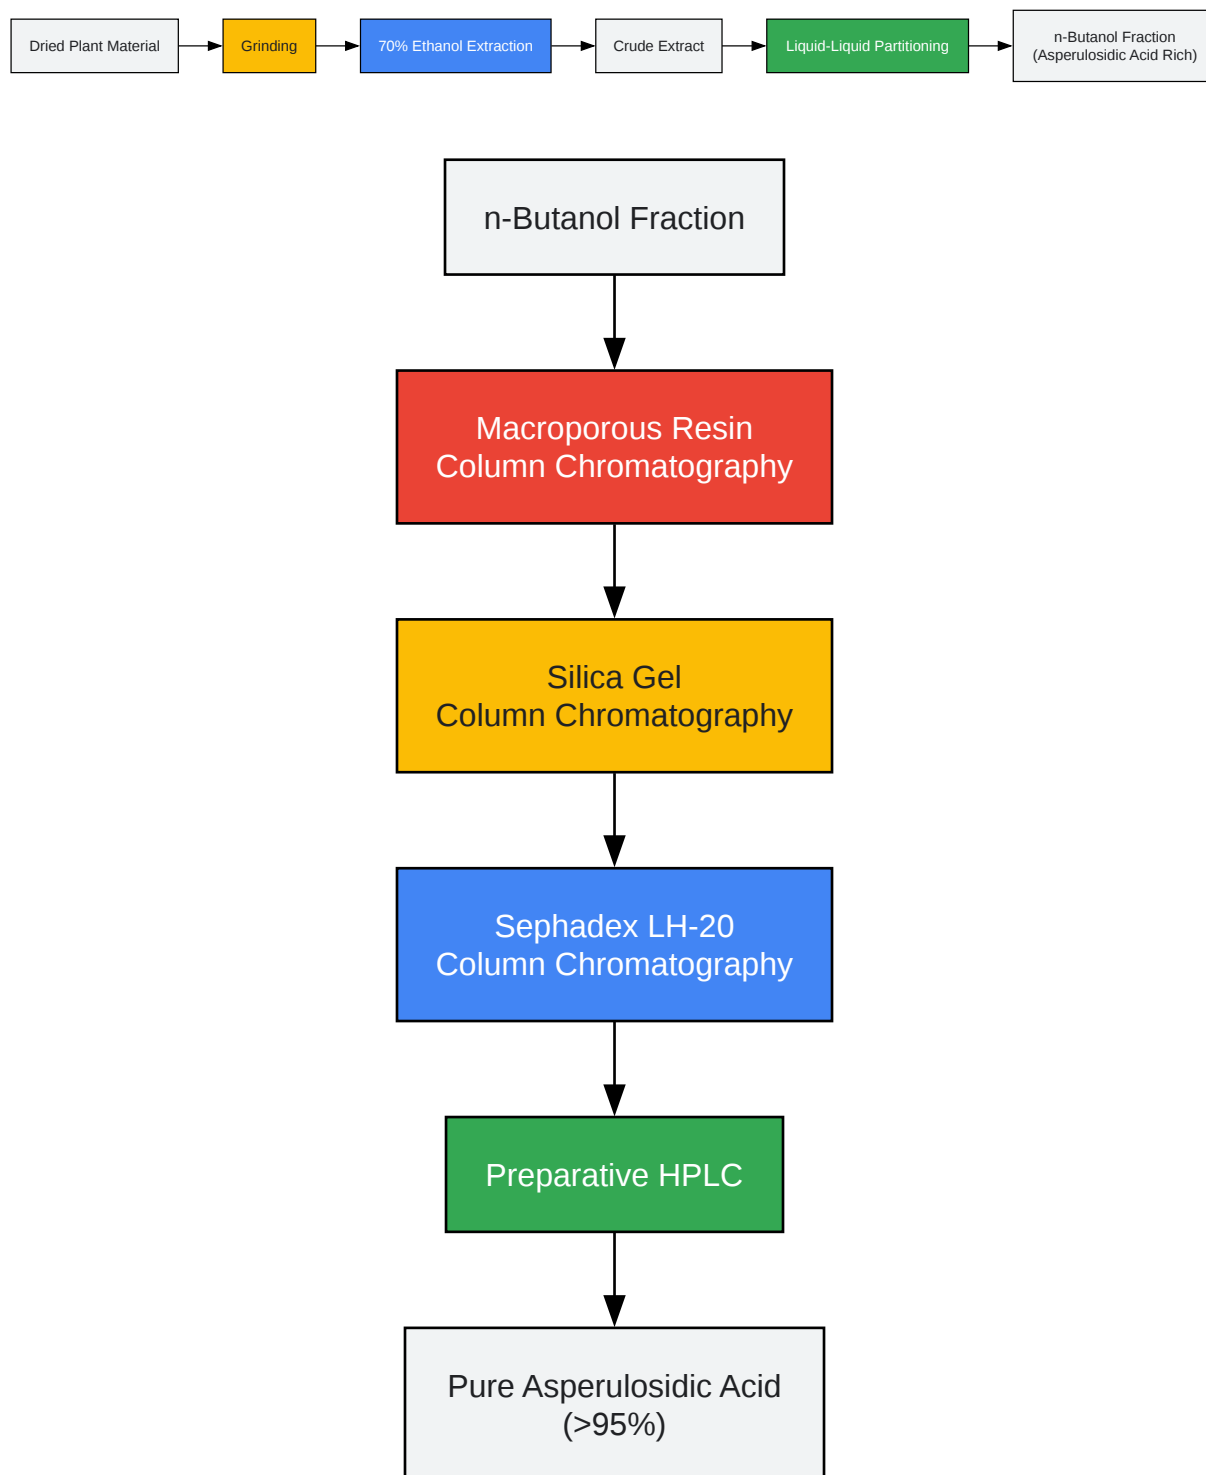 Dried Plant Material
Grinding
70% Ethanol Extraction
Crude Extract
Liquid-Liquid Partitioning
n-Butanol Fraction
(Asperulosidic Acid Rich)
n-Butanol Fraction
Macroporous Resin
Column Chromatography
Silica Gel
Column Chromatography
Sephadex LH-20
Column Chromatography
Preparative HPLC
Pure Asperulosidic Acid
(>95%)